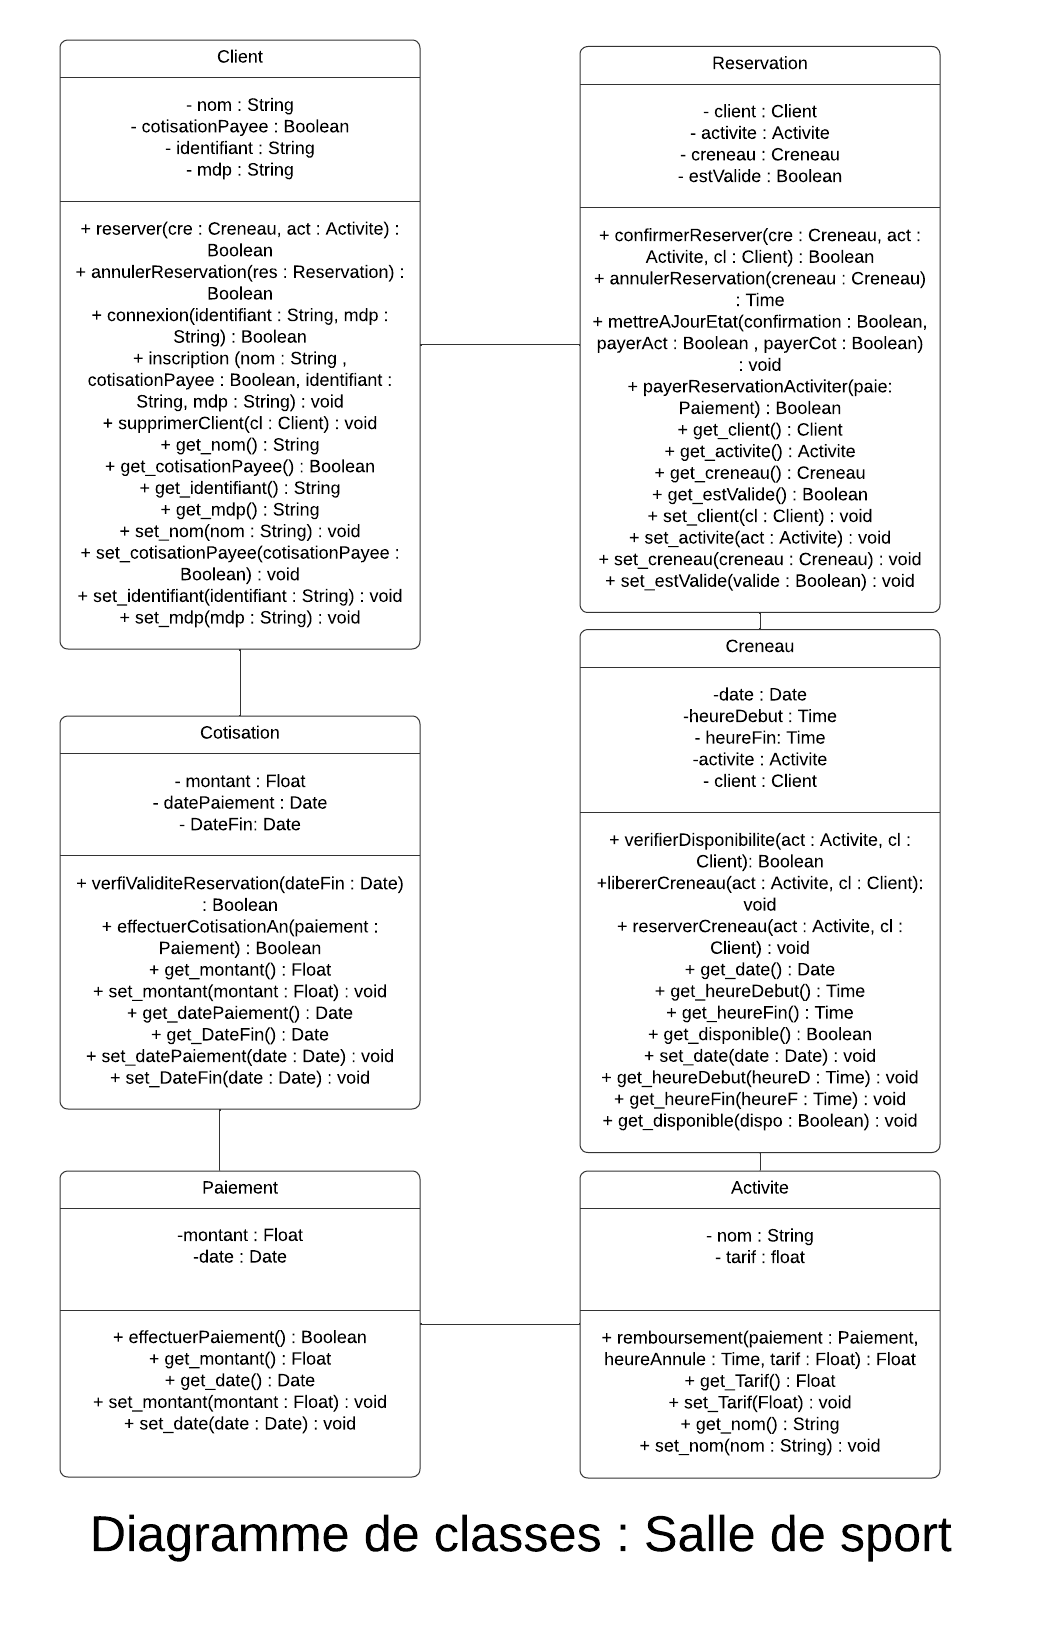 Client
- nom : String
- cotisationPayee : Boolean
- identifiant : String
- mdp : String
+ reserver(cre : Creneau, act : Activite) :
Boolean
+ annulerReservation(res : Reservation) :
Boolean
+ connexion(identifiant : String, mdp :
String) : Boolean
+ inscription (nom : String ,
cotisationPayee : Boolean, identifiant :
String, mdp : String) : void
+ supprimerClient(cl : Client) : void
+ get_nom() : String
+ get_cotisationPayee() : Boolean
+ get_identifiant() : String
+ get_mdp() : String
+ set_nom(nom : String) : void
+ set_cotisationPayee(cotisationPayee :
Boolean) : void
+ set_identifiant(identifiant : String) : void
+ set_mdp(mdp : String) : void
Reservation
- client : Client
- activite : Activite
- creneau : Creneau
- estValide : Boolean
+ confirmerReserver(cre : Creneau, act :
Activite, cl : Client) : Boolean
+ annulerReservation(creneau : Creneau)
: Time
+ mettreAJourEtat(confirmation : Boolean,
payerAct : Boolean , payerCot : Boolean)
: void
+ payerReservationActiviter(paie:
Paiement) : Boolean
+ get_client() : Client
+ get_activite() : Activite
+ get_creneau() : Creneau
+ get_estValide() : Boolean
+ set_client(cl : Client) : void
+ set_activite(act : Activite) : void
+ set_creneau(creneau : Creneau) : void
+ set_estValide(valide : Boolean) : void
Cotisation
- montant : Float
- datePaiement : Date
- DateFin: Date
+ verfiValiditeReservation(dateFin : Date)
: Boolean
+ effectuerCotisationAn(paiement :
Paiement) : Boolean
+ get_montant() : Float
+ set_montant(montant : Float) : void
+ get_datePaiement() : Date
+ get_DateFin() : Date
+ set_datePaiement(date : Date) : void
+ set_DateFin(date : Date) : void
Creneau
-date : Date
-heureDebut : Time
- heureFin: Time
-activite : Activite
- client : Client
+ verifierDisponibilite(act : Activite, cl :
Client): Boolean
+libererCreneau(act : Activite, cl : Client):
void
+ reserverCreneau(act : Activite, cl :
Client) : void
+ get_date() : Date
+ get_heureDebut() : Time
+ get_heureFin() : Time
+ get_disponible() : Boolean
+ set_date(date : Date) : void
+ get_heureDebut(heureD : Time) : void
+ get_heureFin(heureF : Time) : void
+ get_disponible(dispo : Boolean) : void
Paiement
-montant : Float
-date : Date
+ effectuerPaiement() : Boolean
+ get_montant() : Float
+ get_date() : Date
+ set_montant(montant : Float) : void
+ set_date(date : Date) : void
Activite
- nom : String
- tarif : float
+ remboursement(paiement : Paiement,
heureAnnule : Time, tarif : Float) : Float
+ get_Tarif() : Float
+ set_Tarif(Float) : void
+ get_nom() : String
+ set_nom(nom : String) : void
Diagramme de classes : Salle de sport